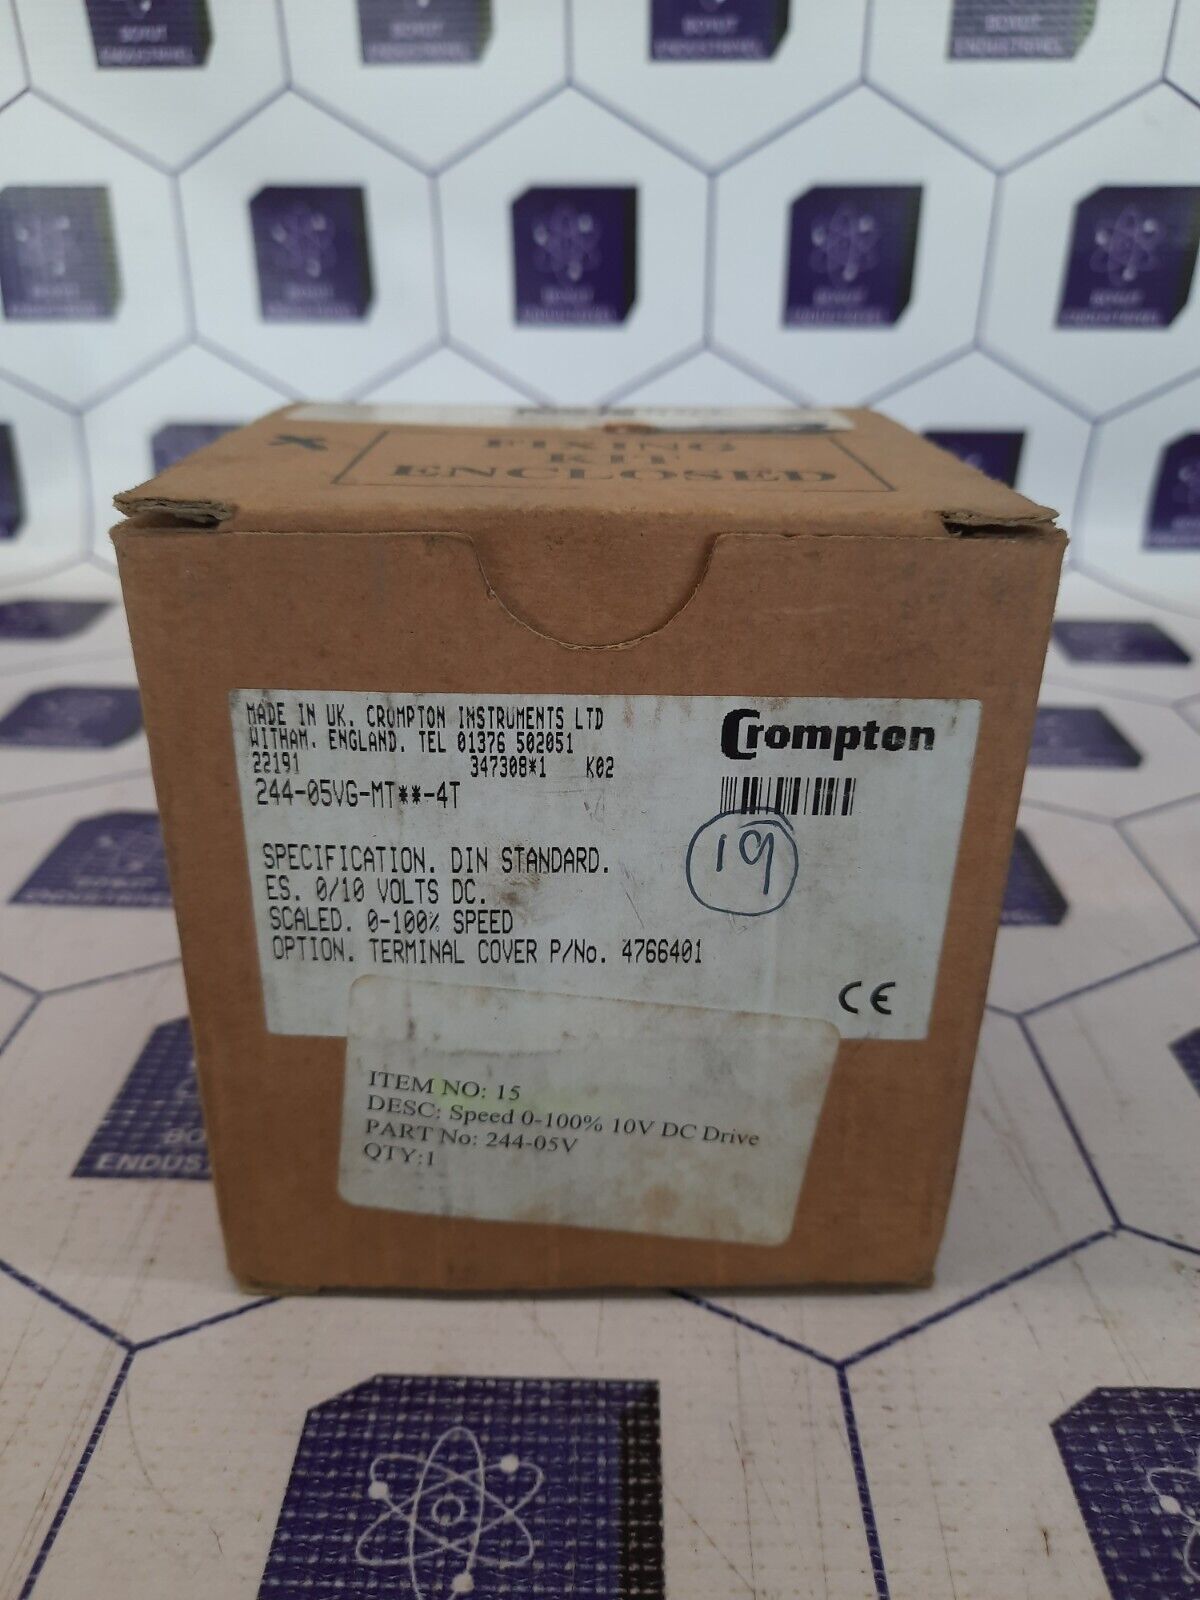 BOYUT
ENDUSTRIYEL
FIXING
KIT
ENCLOSED
MADE IN UK. CROMPTON INSTRUMENTS LTD
WITHAM. ENGLAND. TEL 01376 502051
22191 347308*1 K02
244-05VG-MT**-4T
Crompton
19
SPECIFICATION. DIN STANDARD.
ES. 0/10 VOLTS DC.
SCALED. 0-100% SPEED
OPTION. TERMINAL COVER P/No. 4766401
CE
ITEM NO: 15
DESC: Speed 0-100% 10V DC Drive
PART No: 244-05V
QTY:1